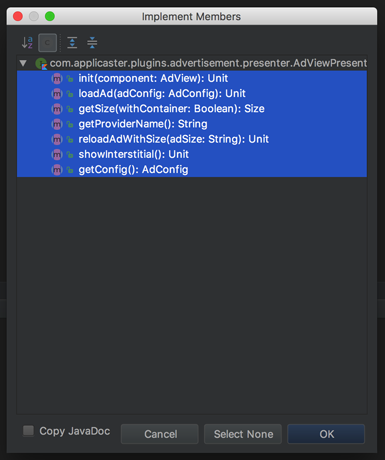 Implement Members
com.applicaster.plugins.advertisement.presenter.AdViewPresent
init(component: AdView): Unit
loadAd(adConfig: AdConfig): Unit
getSize(withContainer: Boolean): Size
getProviderName(): String
reloadAdWithSize(adSize: String): Unit
showInterstitial(): Unit
getConfig(): AdConfig
Copy JavaDoc
Cancel
Select None
OK